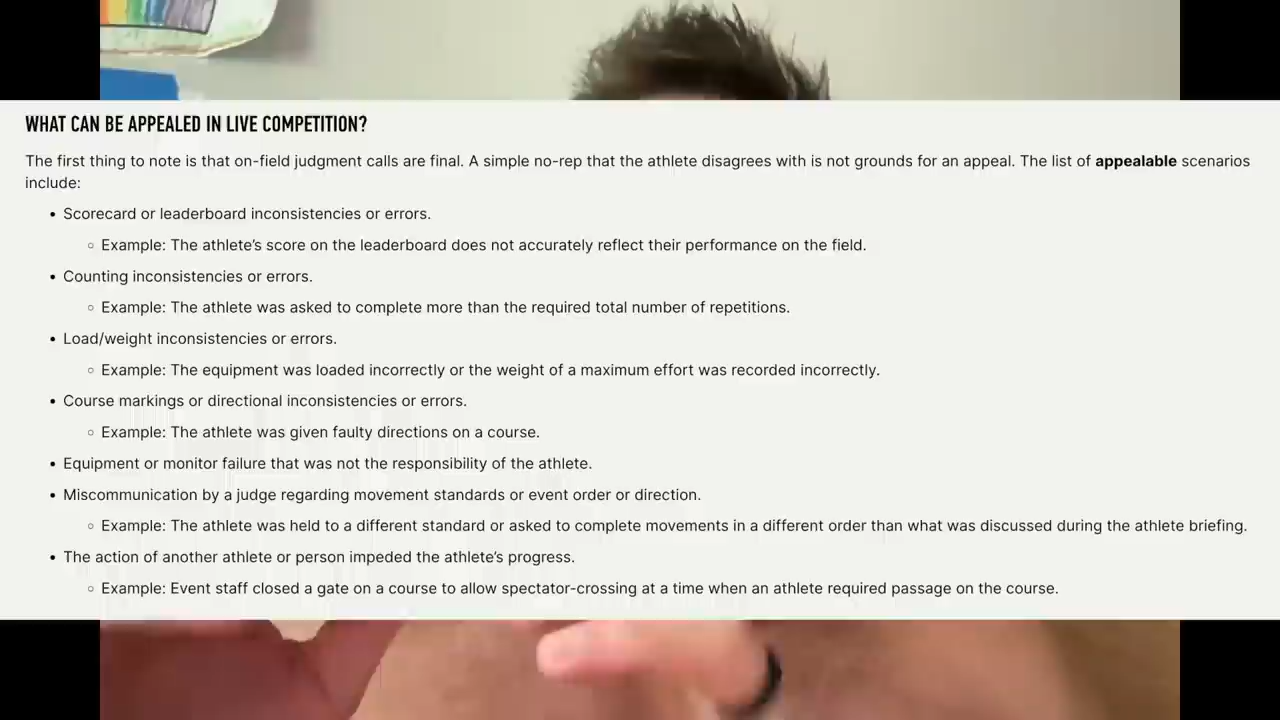 WHAT CAN BE APPEALED IN LIVE COMPETITION?
The first thing to note is that on-field judgment calls are final. A simple no-rep that the athlete disagrees with is not grounds for an appeal. The list of appealable scenarios
include:
• Scorecard or leaderboard inconsistencies or errors.
◦ Example: The athlete’s score on the leaderboard does not accurately reflect their performance on the field.
• Counting inconsistencies or errors.
◦ Example: The athlete was asked to complete more than the required total number of repetitions.
• Load/weight inconsistencies or errors.
◦ Example: The equipment was loaded incorrectly or the weight of a maximum effort was recorded incorrectly.
• Course markings or directional inconsistencies or errors.
◦ Example: The athlete was given faulty directions on a course.
• Equipment or monitor failure that was not the responsibility of the athlete.
• Miscommunication by a judge regarding movement standards or event order or direction.
◦ Example: The athlete was held to a different standard or asked to complete movements in a different order than what was discussed during the athlete briefing.
• The action of another athlete or person impeded the athlete’s progress.
◦ Example: Event staff closed a gate on a course to allow spectator-crossing at a time when an athlete required passage on the course.